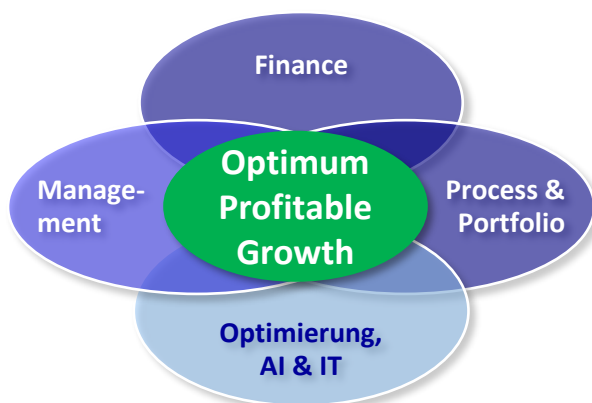 Finance
Manage-
ment
Optimum
Profitable
Growth
Process &
Portfolio
Optimierung,
AI & IT